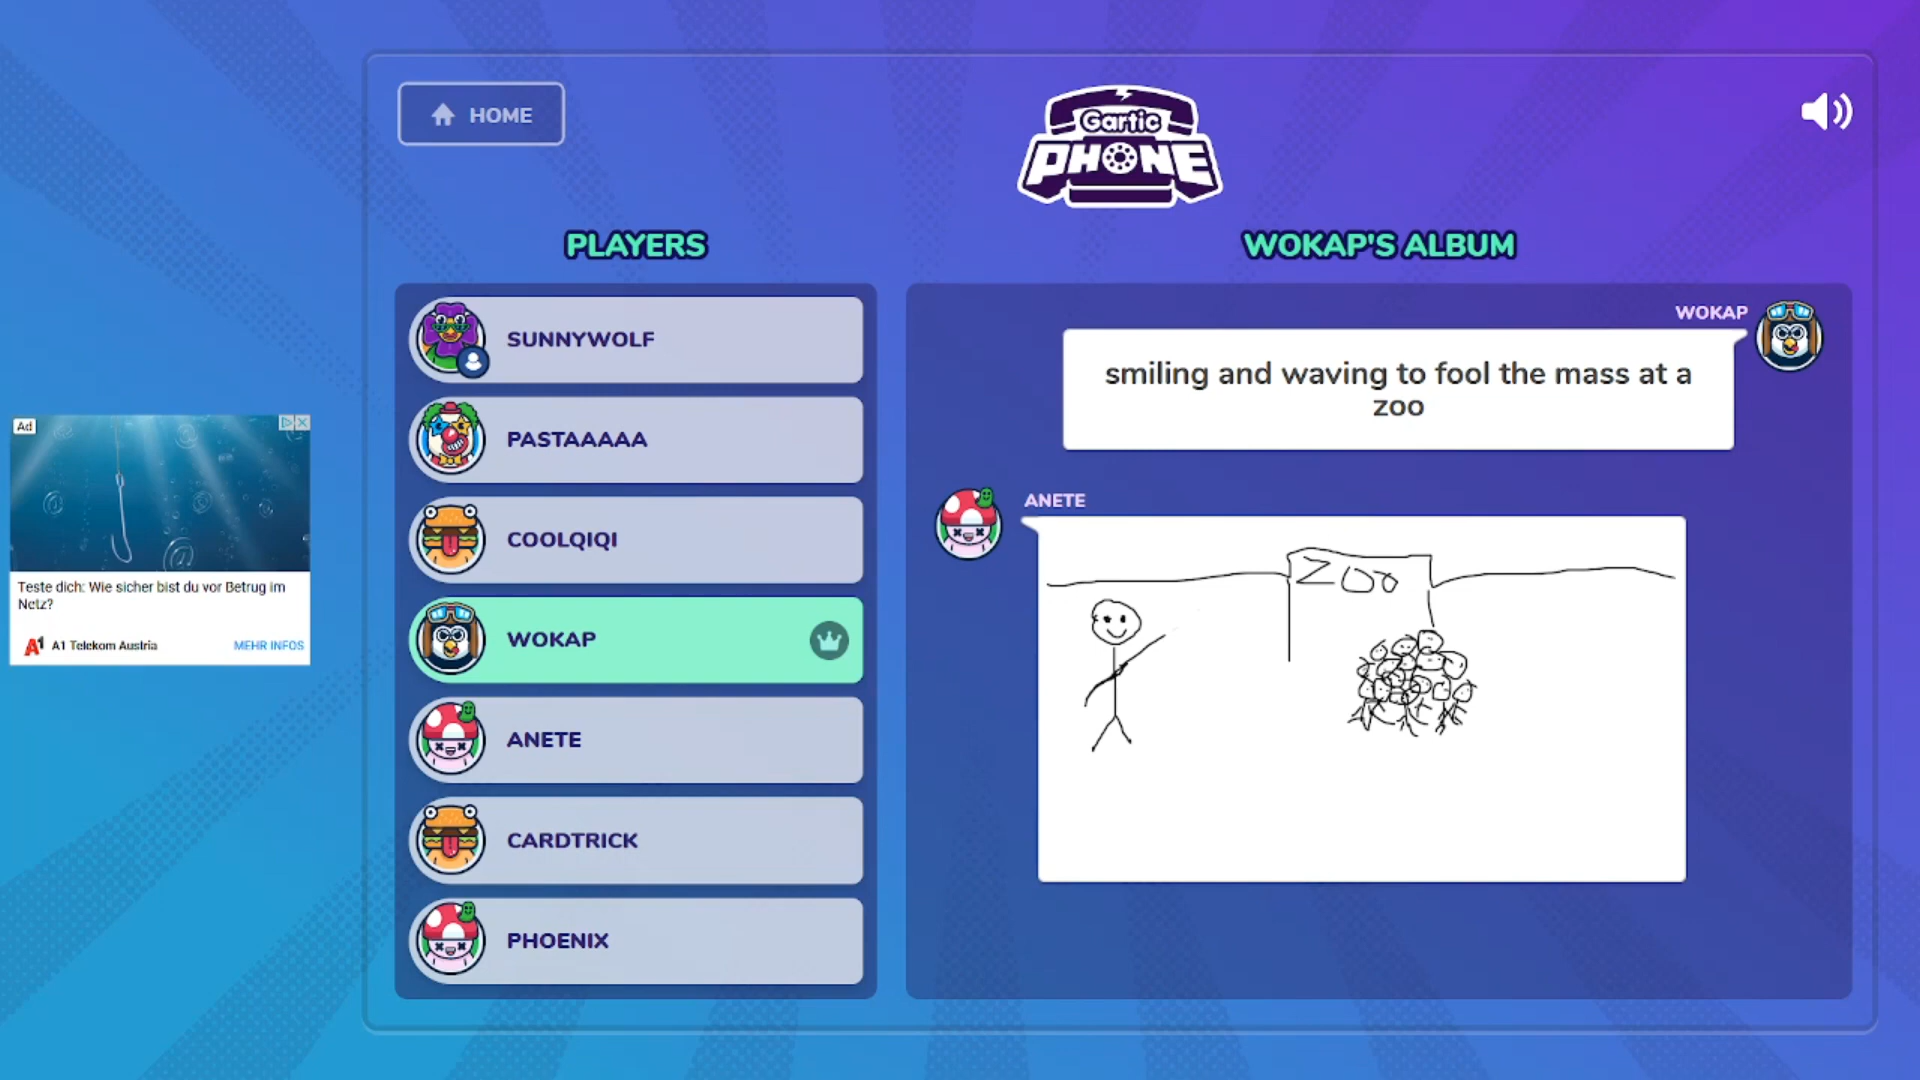 HOME
Gartic
PHONE
PLAYERS
WOKAP'S ALBUM
SUNNYWOLF
PASTAAAAA
COOLQIQI
WOKAP
ANETE
CARDTRICK
PHOENIX
WOKAP
smiling and waving to fool the mass at a
zoo
ANETE
ZOO
Ad
Teste dich: Wie sicher bist du vor Betrug im
Netz?
A1 A1 Telekom Austria
MEHR INFOS